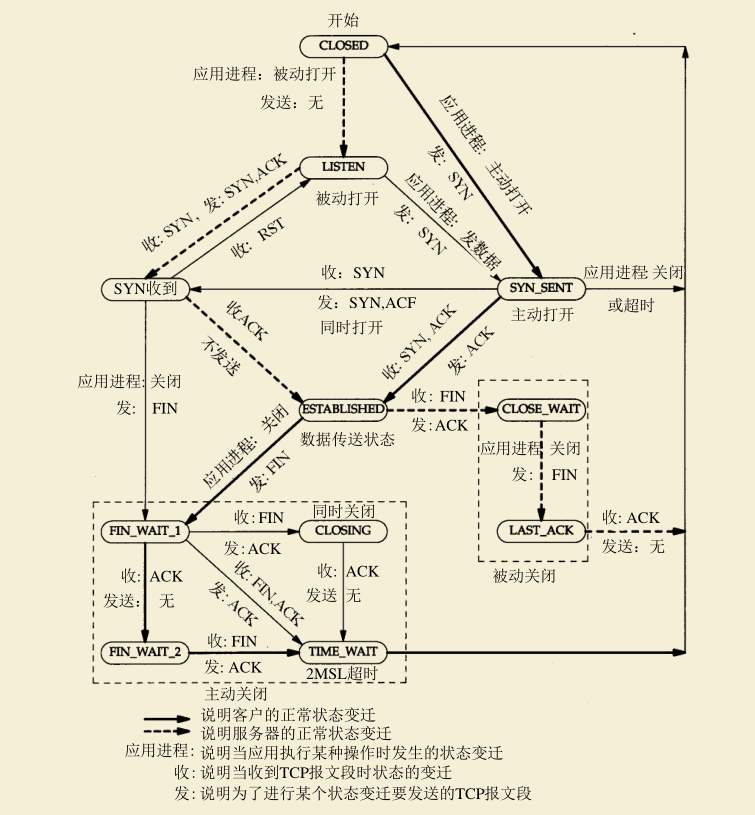 开始
CLOSED
应用进程：被动打开
发送：无
应用进程：主动打开
发：SYN
LISTEN
被动打开
收：SYN，发：SYN,ACK
收：RST
应用进程：发数据
发：SYN
SYN收到
收：SYN
发：SYN,ACF
同时打开
SYN_SENT
主动打开
应用进程 关闭
或超时
收ACK
不发送
收：SYN, ACK
发：ACK
应用进程：关闭
发：FIN
ESTABLISHED
数据传送状态
收：FIN
发:ACK
CLOSE_WAIT
应用进程 关闭
发： FIN
应用进程：关闭
发：FIN
LAST_ACK
收: ACK
发送：无
被动关闭
FIN_WAIT_1
收:FIN
发:ACK
同时关闭
CLOSING
收：ACK
发送： 无
收：FIN,ACK
发：ACK
收： ACK
发送 无
FIN_WAIT_2
收: FIN
发: ACK
TIME_WAIT
2MSL超时
主动关闭
说明客户的正常状态变迁
说明服务器的正常状态变迁
应用进程：说明当应用执行某种操作时发生的状态变迁
收：说明当收到TCP报文段时状态的变迁
发：说明为了进行某个状态变迁要发送的TCP报文段